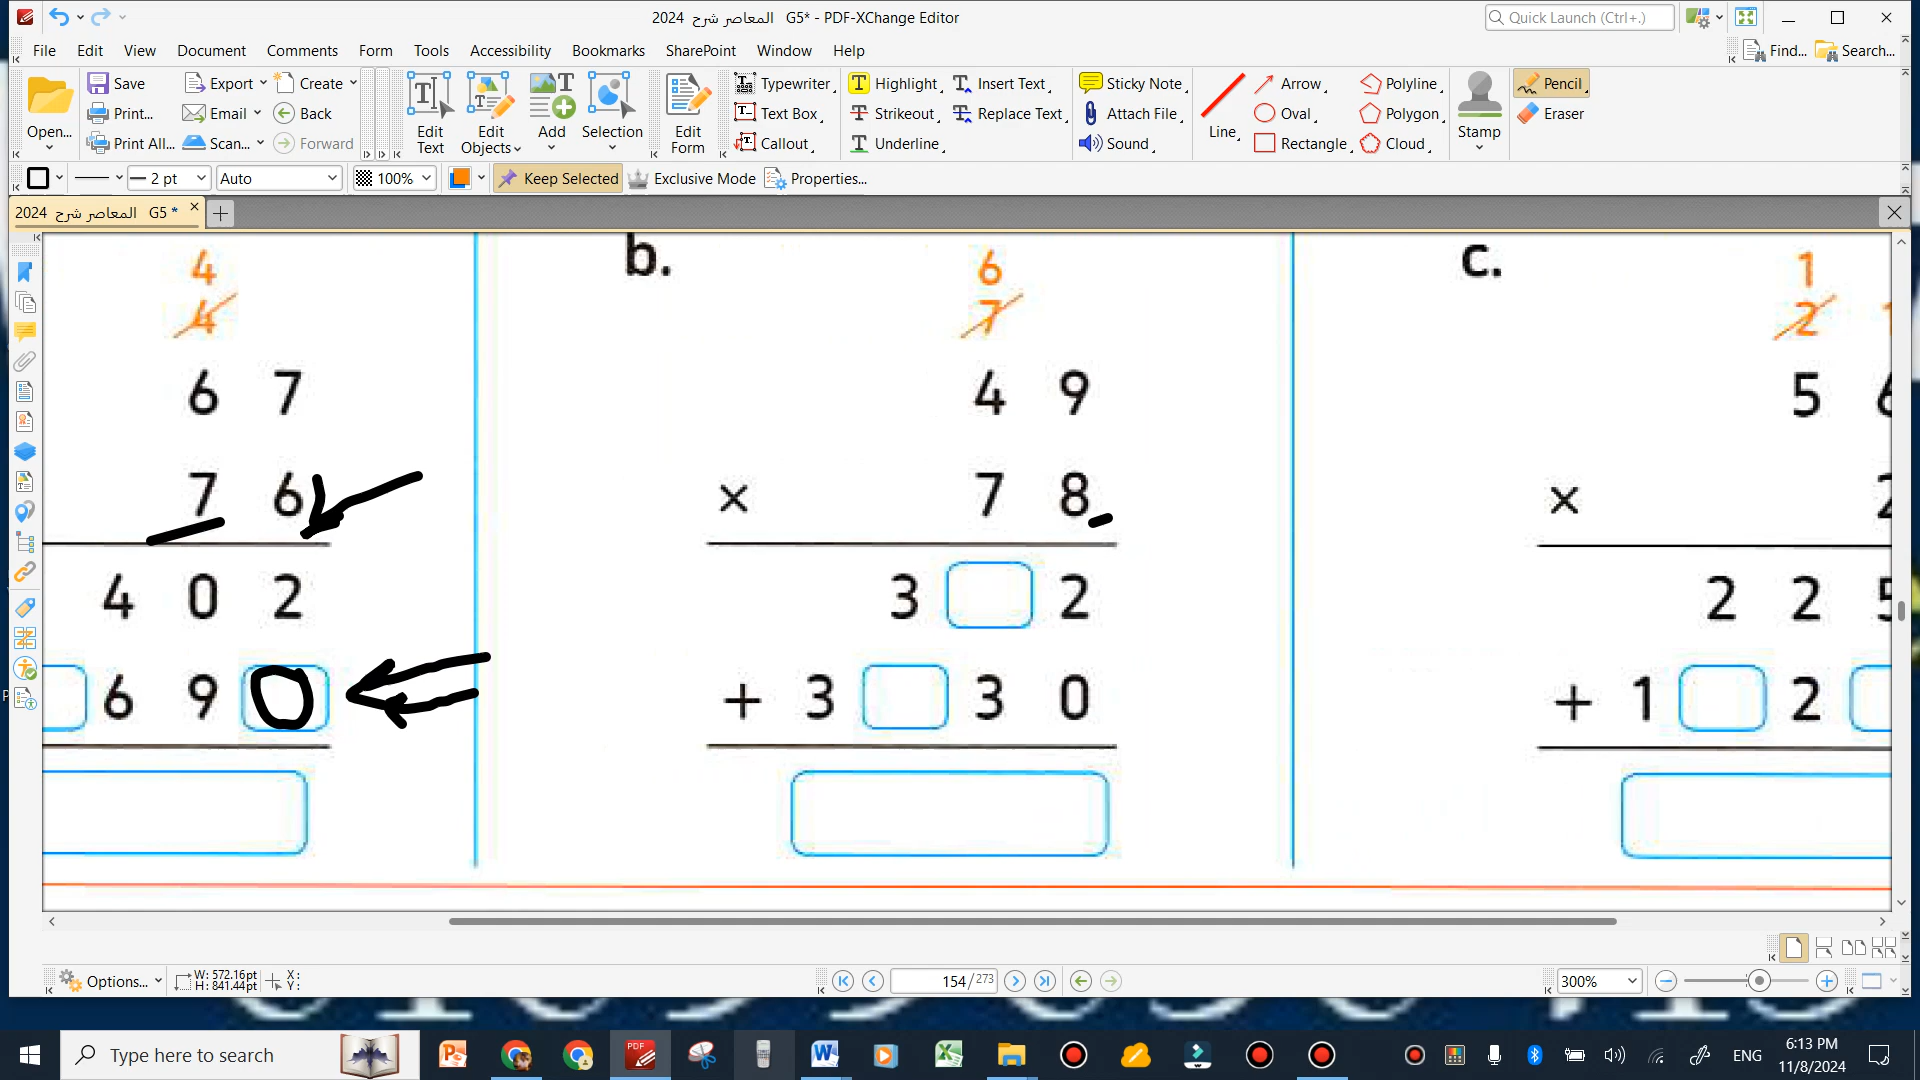 2024 المعاصر شرح G5* - PDF-XChange Editor
Quick Launch (Ctrl+.)
File Edit View Document Comments Form Tools Accessibility Bookmarks SharePoint Window Help
Find... Search...
Open...
Save
Print...
Print All...
Export
Email
Scan...
Create
Back
Forward
Edit Text
Edit Objects
Add
Selection
Edit Form
Typewriter
Text Box
Callout
Highlight
Strikeout
Underline
Insert Text
Replace Text
Sticky Note
Attach File
Sound
Line
Arrow
Oval
Rectangle
Polyline
Polygon
Cloud
Stamp
Pencil
Eraser
2 pt Auto 100% Keep Selected Exclusive Mode Properties...
2024 المعاصر شرح G5 *
4
4
6 7
7 6
4 0 2
6 9 0
b.
6
7
4 9
× 7 8
3 2
+ 3 3 0
c.
1
2
5 6
× 2
2 2 5
+ 1 2
Options...
W: 572.16pt
H: 841.44pt
X:
Y:
154 / 273
300%
Type here to search
ENG
6:13 PM
11/8/2024